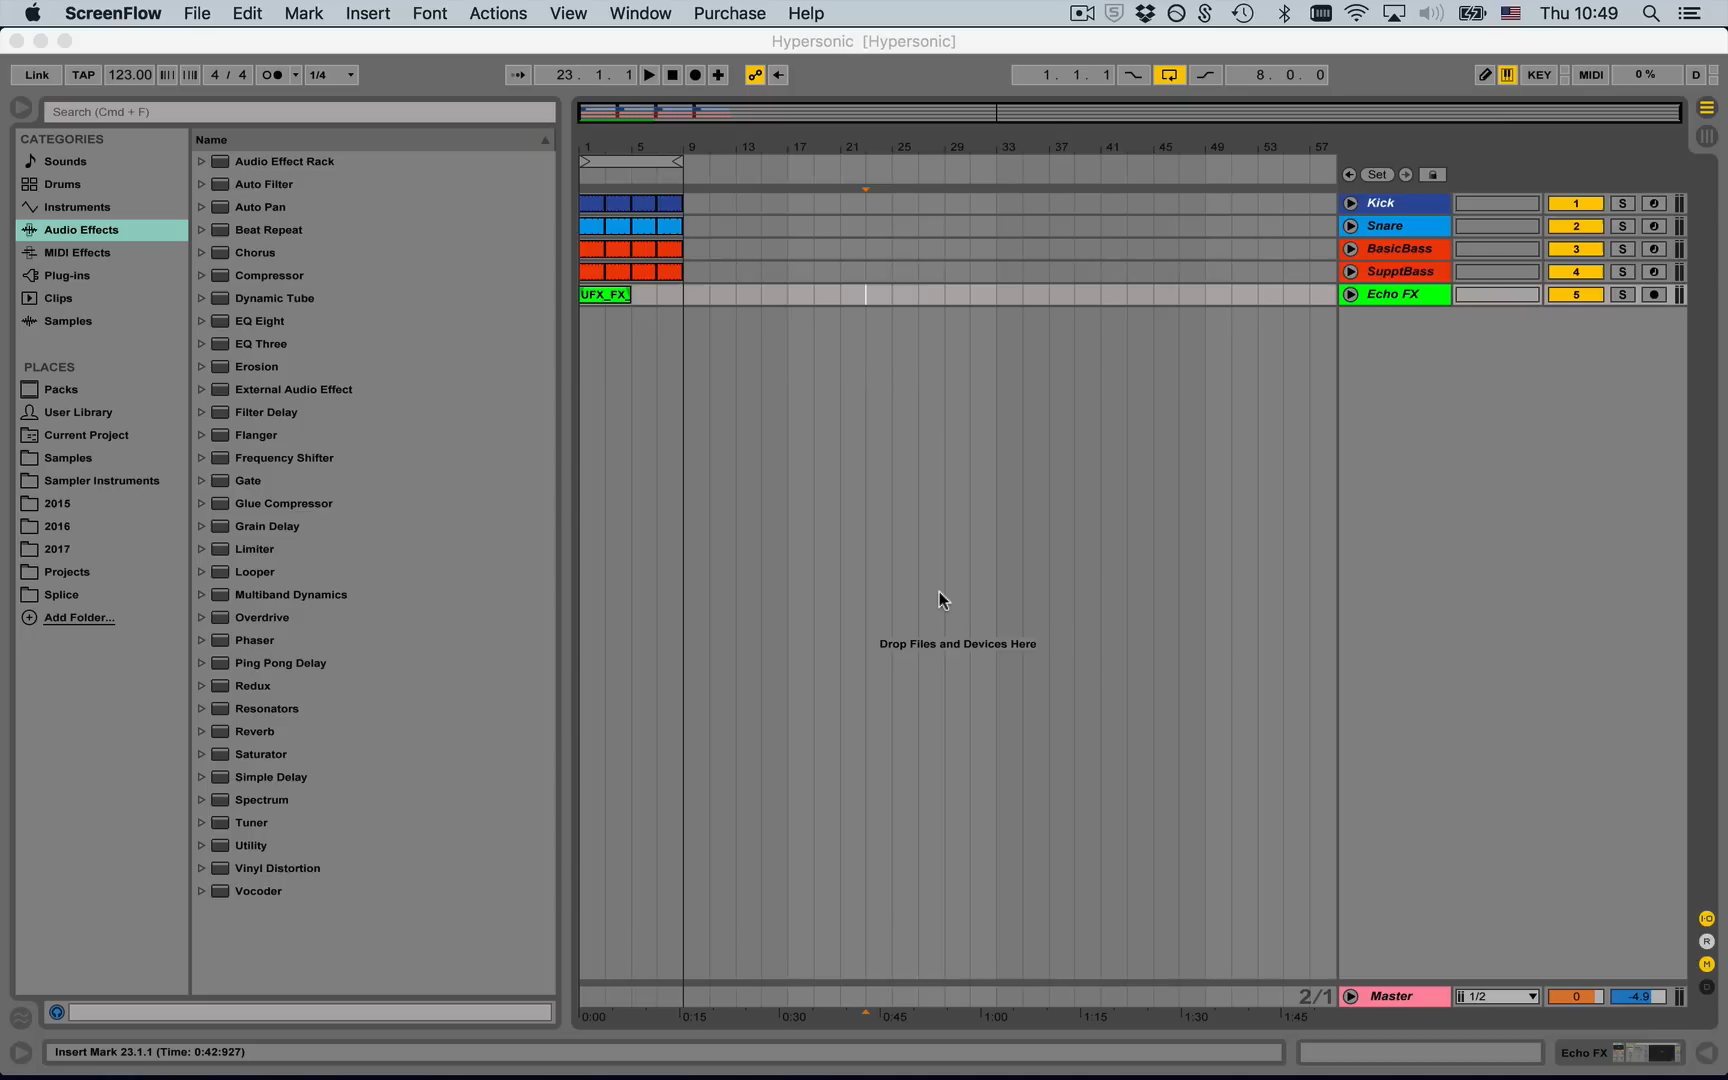 ScreenFlow File Edit Mark Insert Font Actions View Window Purchase Help Thu 10:49
Hypersonic [Hypersonic]
Link TAP 123.00 4 / 4 1/4 23. 1. 1 1. 1. 1 8. 0. 0 KEY MIDI 0 % D
Search (Cmd + F)
CATEGORIES
Sounds
Drums
Instruments
Audio Effects
MIDI Effects
Plug-ins
Clips
Samples
PLACES
Packs
User Library
Current Project
Samples
Sampler Instruments
2015
2016
2017
Projects
Splice
Add Folder...
Name
Audio Effect Rack
Auto Filter
Auto Pan
Beat Repeat
Chorus
Compressor
Dynamic Tube
EQ Eight
EQ Three
Erosion
External Audio Effect
Filter Delay
Flanger
Frequency Shifter
Gate
Glue Compressor
Grain Delay
Limiter
Looper
Multiband Dynamics
Overdrive
Phaser
Ping Pong Delay
Redux
Resonators
Reverb
Saturator
Simple Delay
Spectrum
Tuner
Utility
Vinyl Distortion
Vocoder
1 5 9 13 17 21 25 29 33 37 41 45 49 53 57
Set
Kick 1 S
Snare 2 S
BasicBass 3 S
SupptBass 4 S
UFX_FX_ Echo FX 5 S
Drop Files and Devices Here
I·O
R
M
D
2/1 Master 1/2 0 -4.9
0:00 0:15 0:30 0:45 1:00 1:15 1:30 1:45
Insert Mark 23.1.1 (Time: 0:42:927) Echo FX